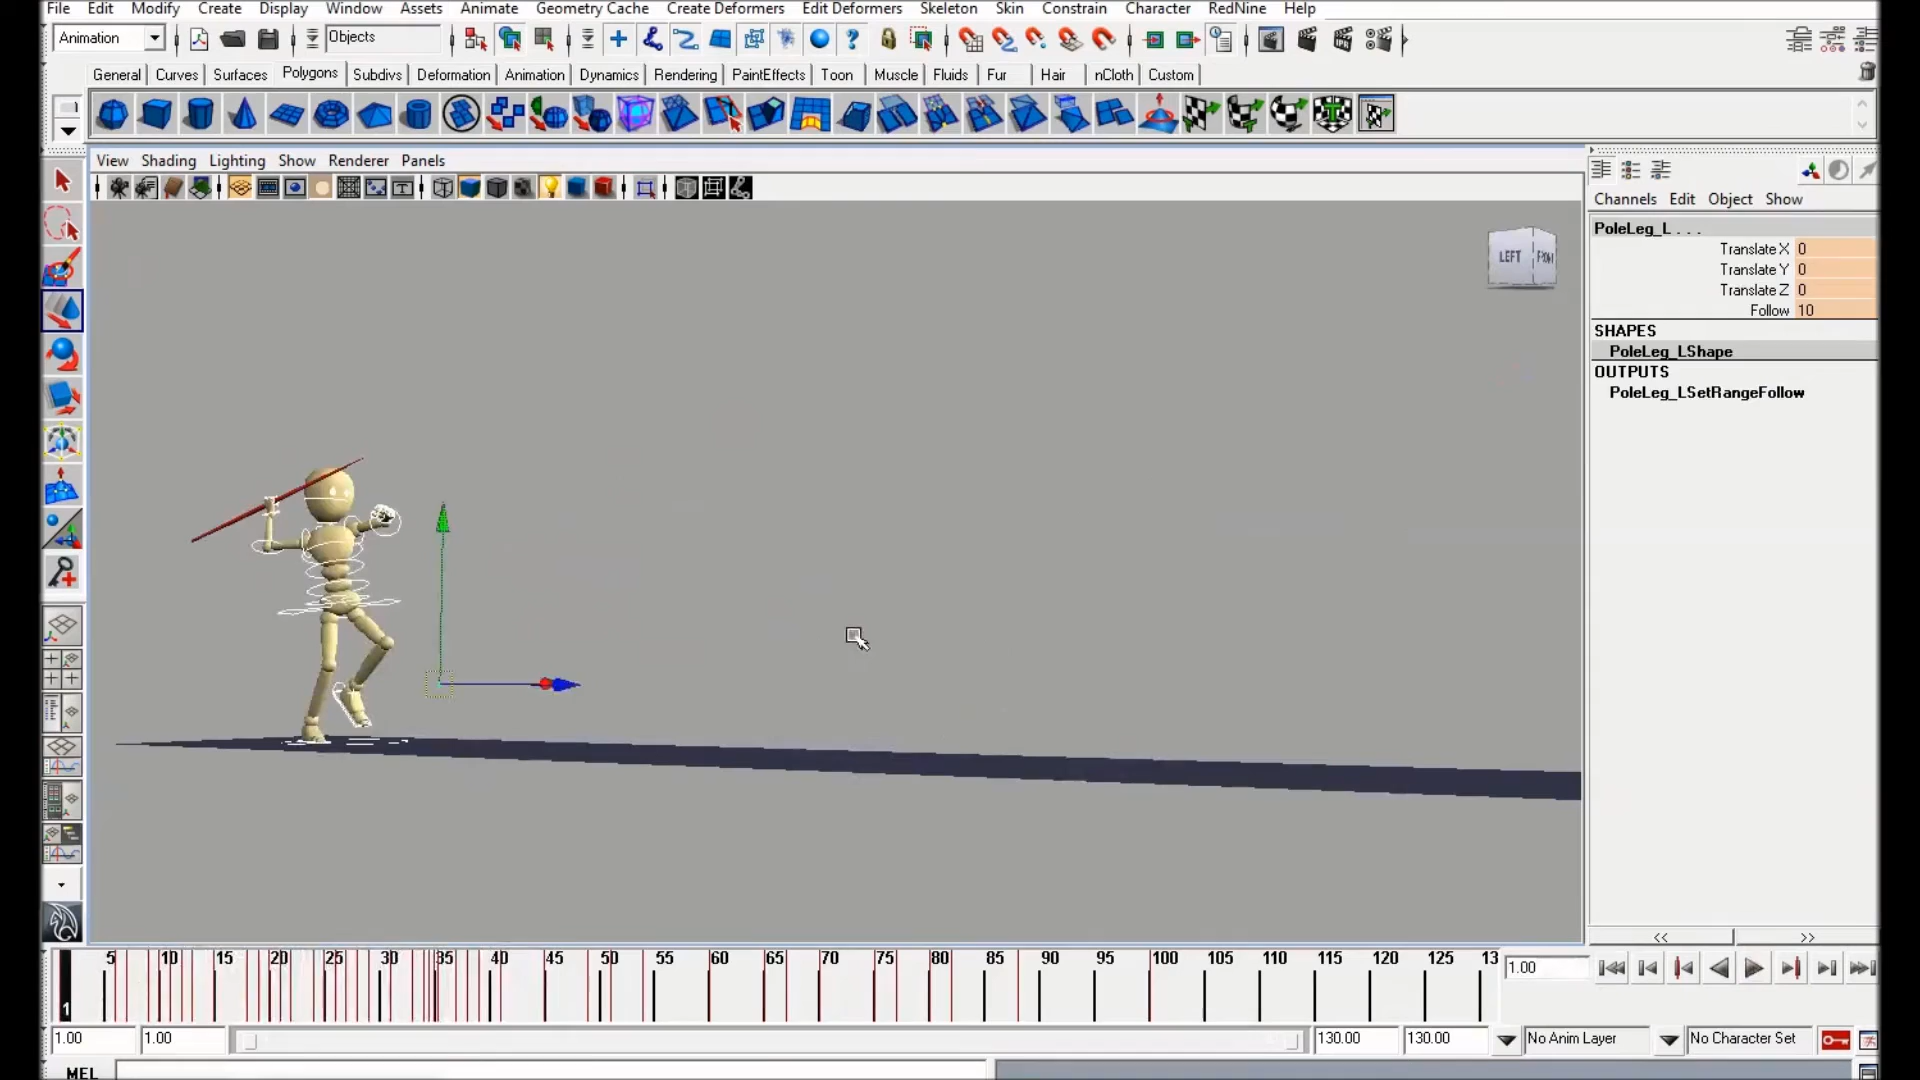 File Edit Modify Create Display Window Assets Animate Geometry Cache Create Deformers Edit Deformers Skeleton Skin Constrain Character RedNine Help
Animation Objects
General Curves Surfaces Polygons Subdivs Deformation Animation Dynamics Rendering PaintEffects Toon Muscle Fluids Fur Hair nCloth Custom
View Shading Lighting Show Renderer Panels
Channels Edit Object Show
PoleLeg_L . . .
Translate X 0
Translate Y 0
Translate Z 0
Follow 10
SHAPES
PoleLeg_LShape
OUTPUTS
PoleLeg_LSetRangeFollow
LEFT
<< >>
5 10 15 20 25 30 35 40 45 50 55 60 65 70 75 80 85 90 95 100 105 110 115 120 125 13
1
1.00
1.00 1.00 130.00 130.00 No Anim Layer No Character Set
MEL